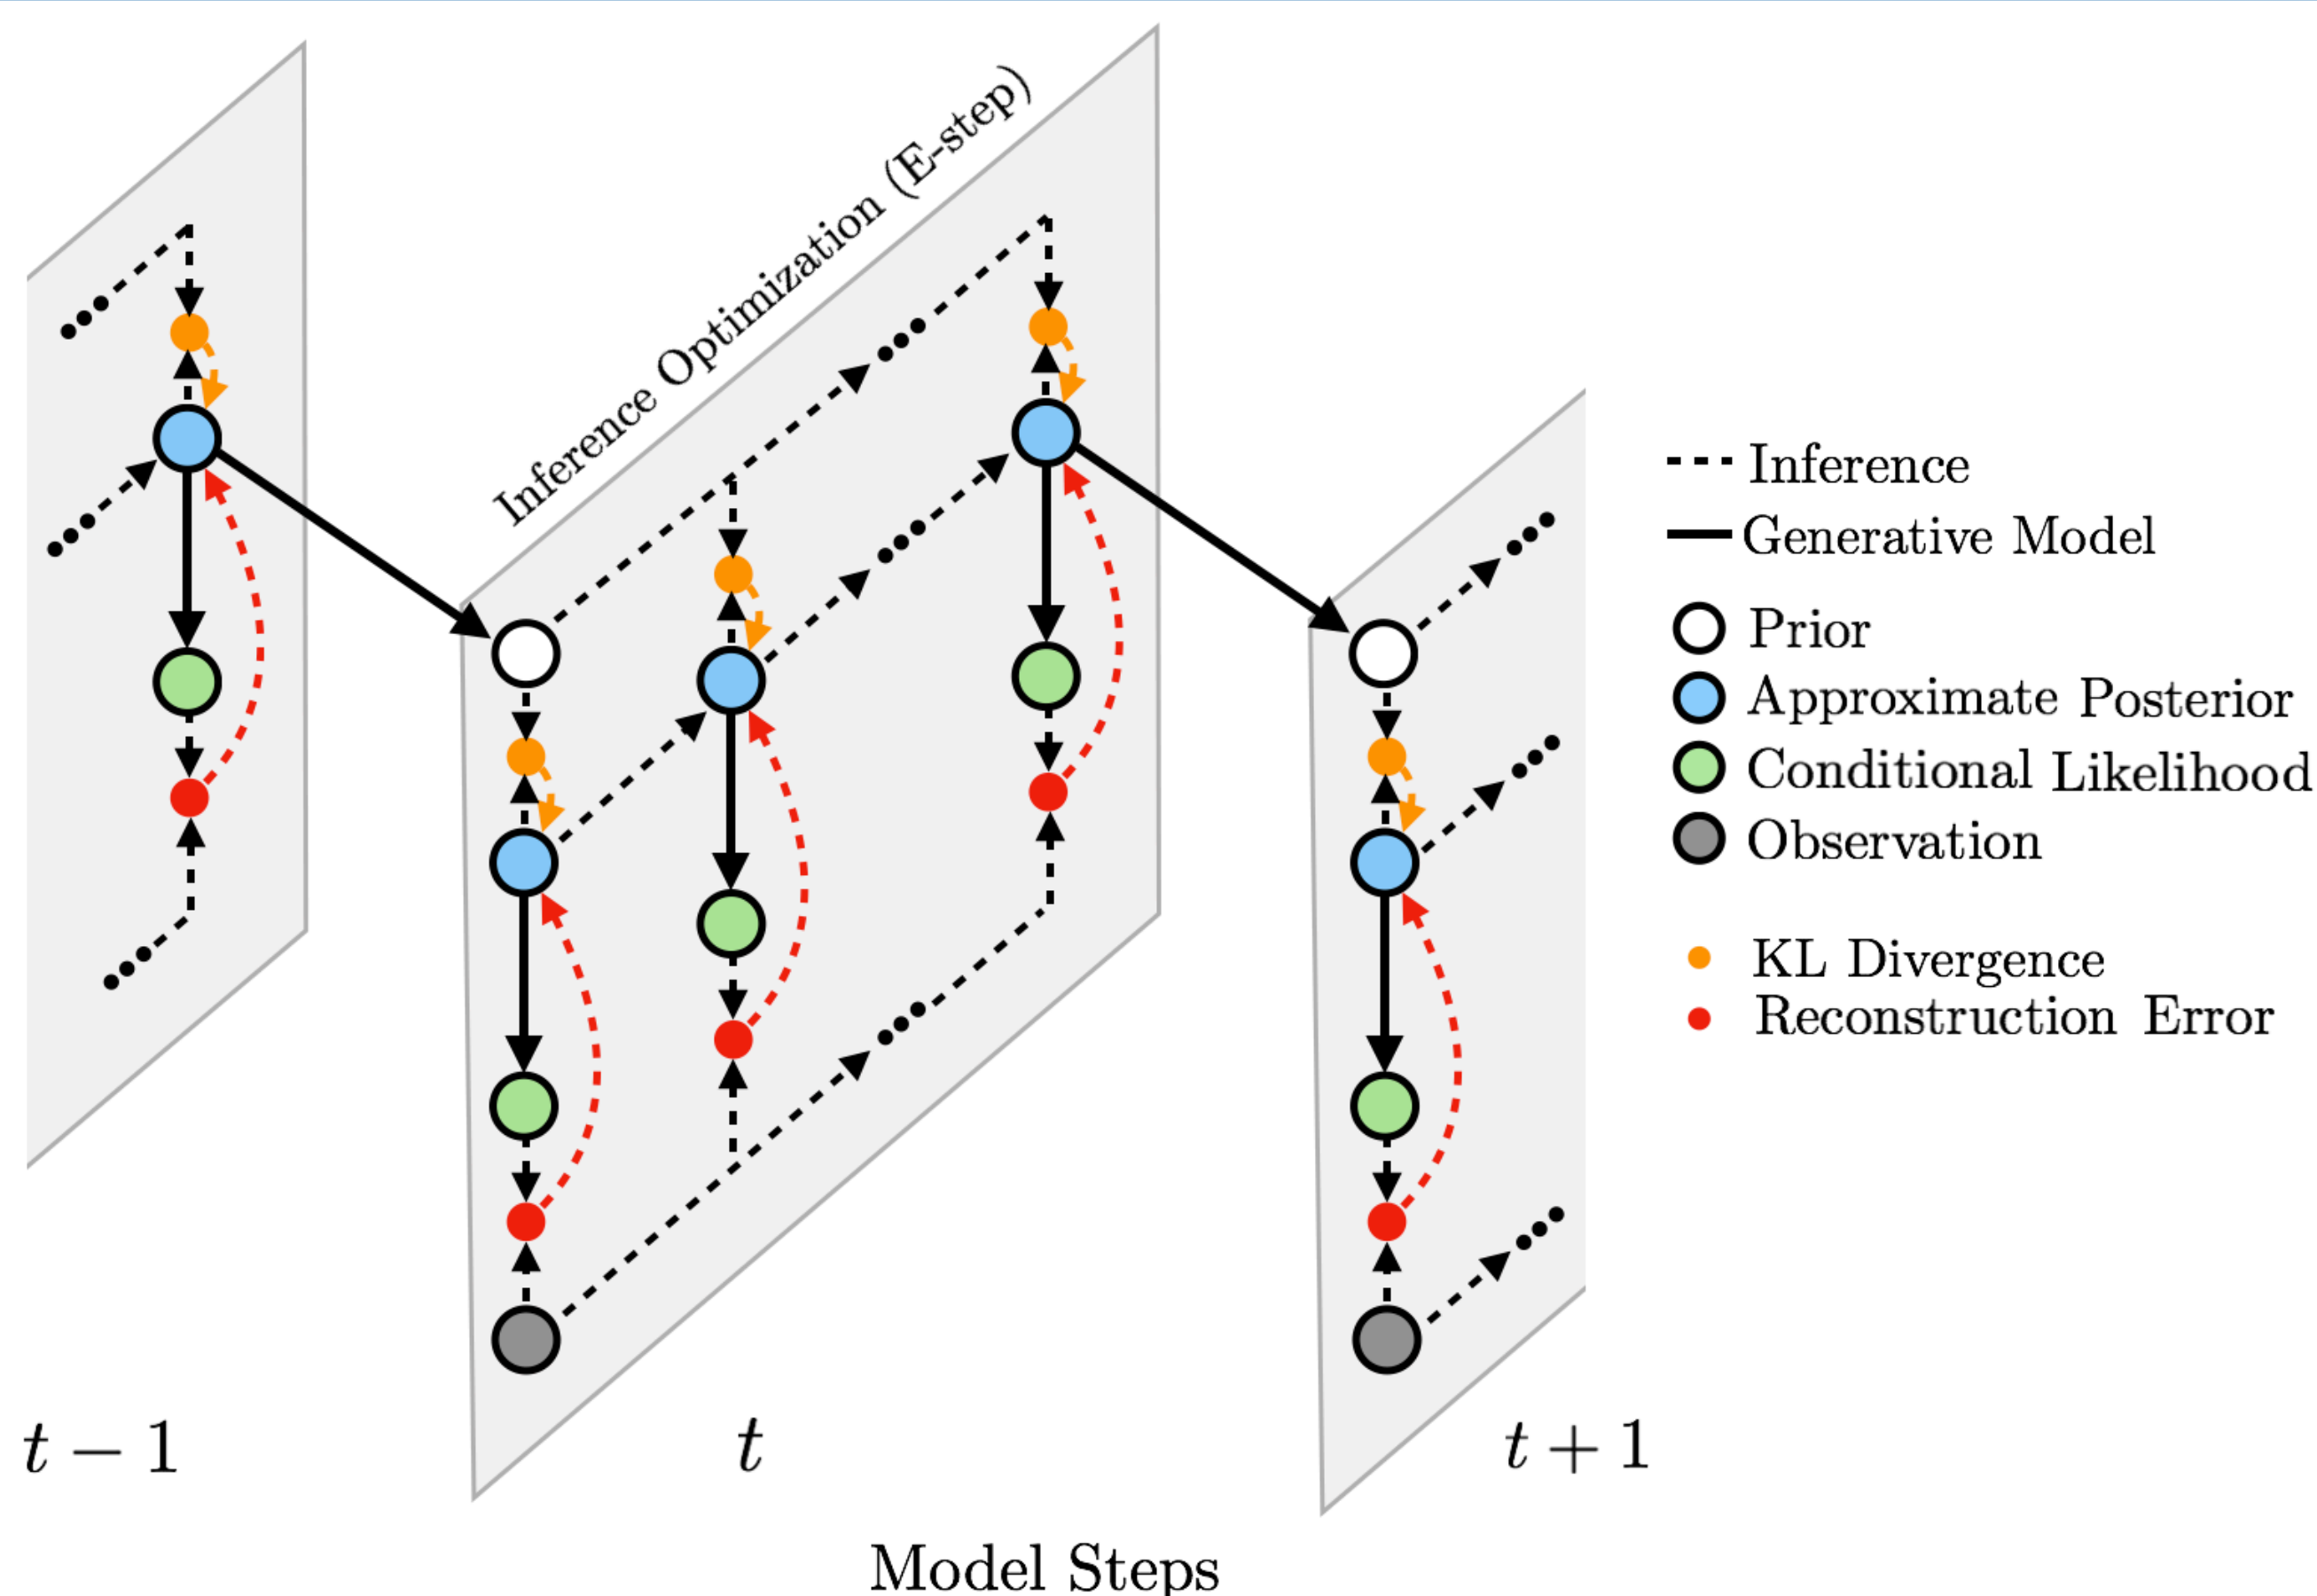 Inference Optimization (E-step)
Inference
Generative Model
Prior
Approximate Posterior
Conditional Likelihood
Observation
KL Divergence
Reconstruction Error
t − 1
t
t + 1
Model Steps